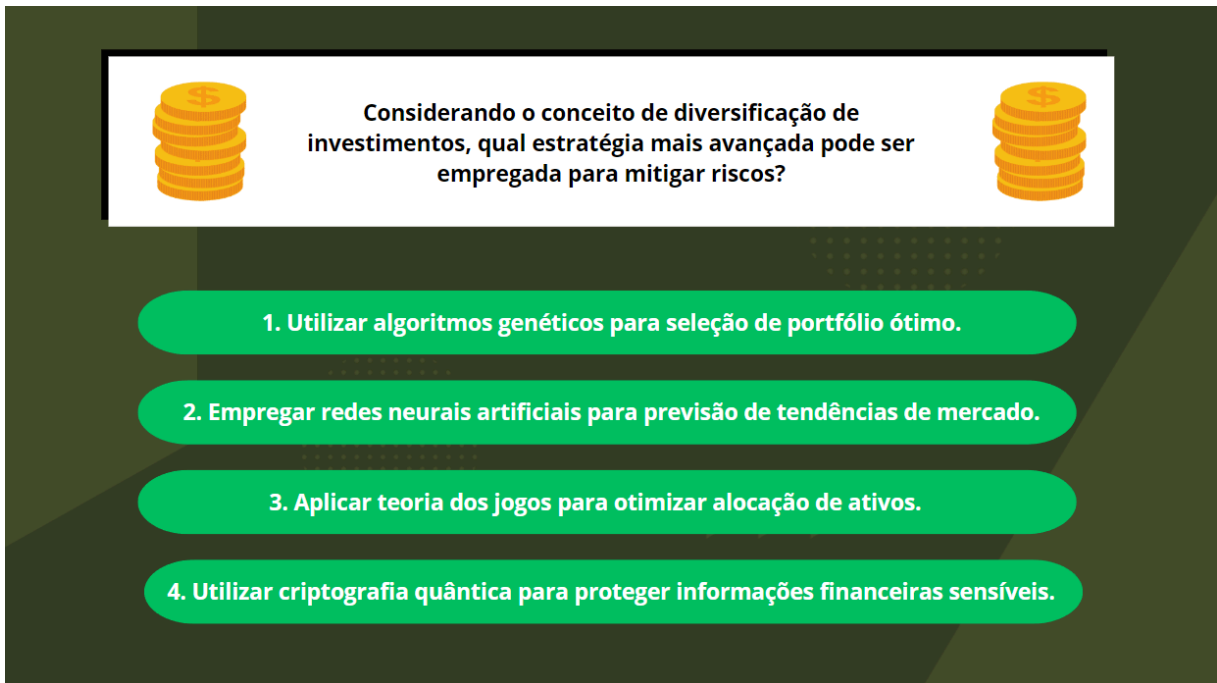 Considerando o conceito de diversificação de
investimentos, qual estratégia mais avançada pode ser
empregada para mitigar riscos?
1. Utilizar algoritmos genéticos para seleção de portfólio ótimo.
2. Empregar redes neurais artificiais para previsão de tendências de mercado.
3. Aplicar teoria dos jogos para otimizar alocação de ativos.
4. Utilizar criptografia quântica para proteger informações financeiras sensíveis.